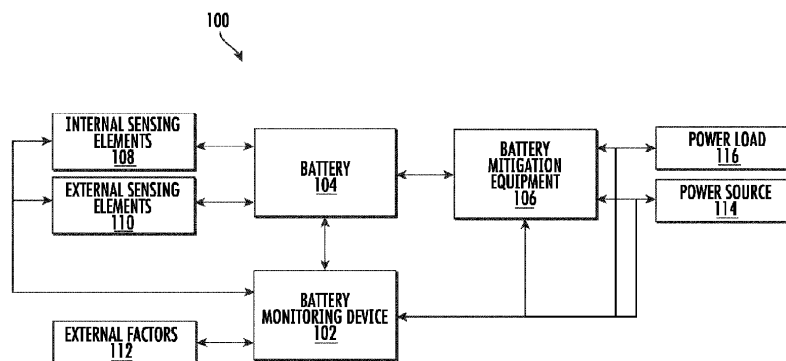 100
INTERNAL SENSING
ELEMENTS
108
EXTERNAL SENSING
ELEMENTS
110
BATTERY
104
BATTERY
MITIGATION
EQUIPMENT
106
POWER LOAD
116
POWER SOURCE
114
BATTERY
MONITORING DEVICE
102
EXTERNAL FACTORS
112